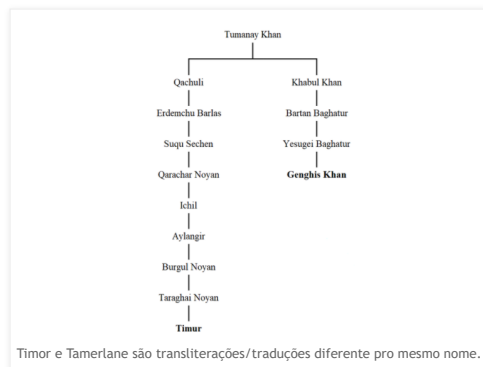 Tumanay Khan
Qachuli Khabul Khan
Erdemchu Barlas Bartan Baghatur
Suqu Sechen Yesugei Baghatur
Qarachar Noyan Genghis Khan
Ichil
Aylangir
Burgul Noyan
Taraghai Noyan
Timur
Timor e Tamerlane são transliterações/traduções diferente pro mesmo nome.